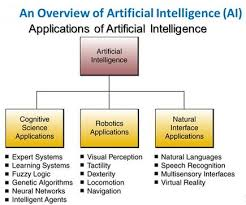 An Overview of Artificial Intelligence (AI)
Applications of Artificial Intelligence
Artificial
Intelligence
Cognitive
Science
Applications
Robotics
Applications
Natural
Interface
Applications
Expert Systems
Learning Systems
Fuzzy Logic
Genetic Algorithms
Neural Networks
Intelligent Agents
Visual Perception
Tactility
Dexterity
Locomotion
Navigation
Natural Languages
Speech Recognition
Multisensory Interfaces
Virtual Reality